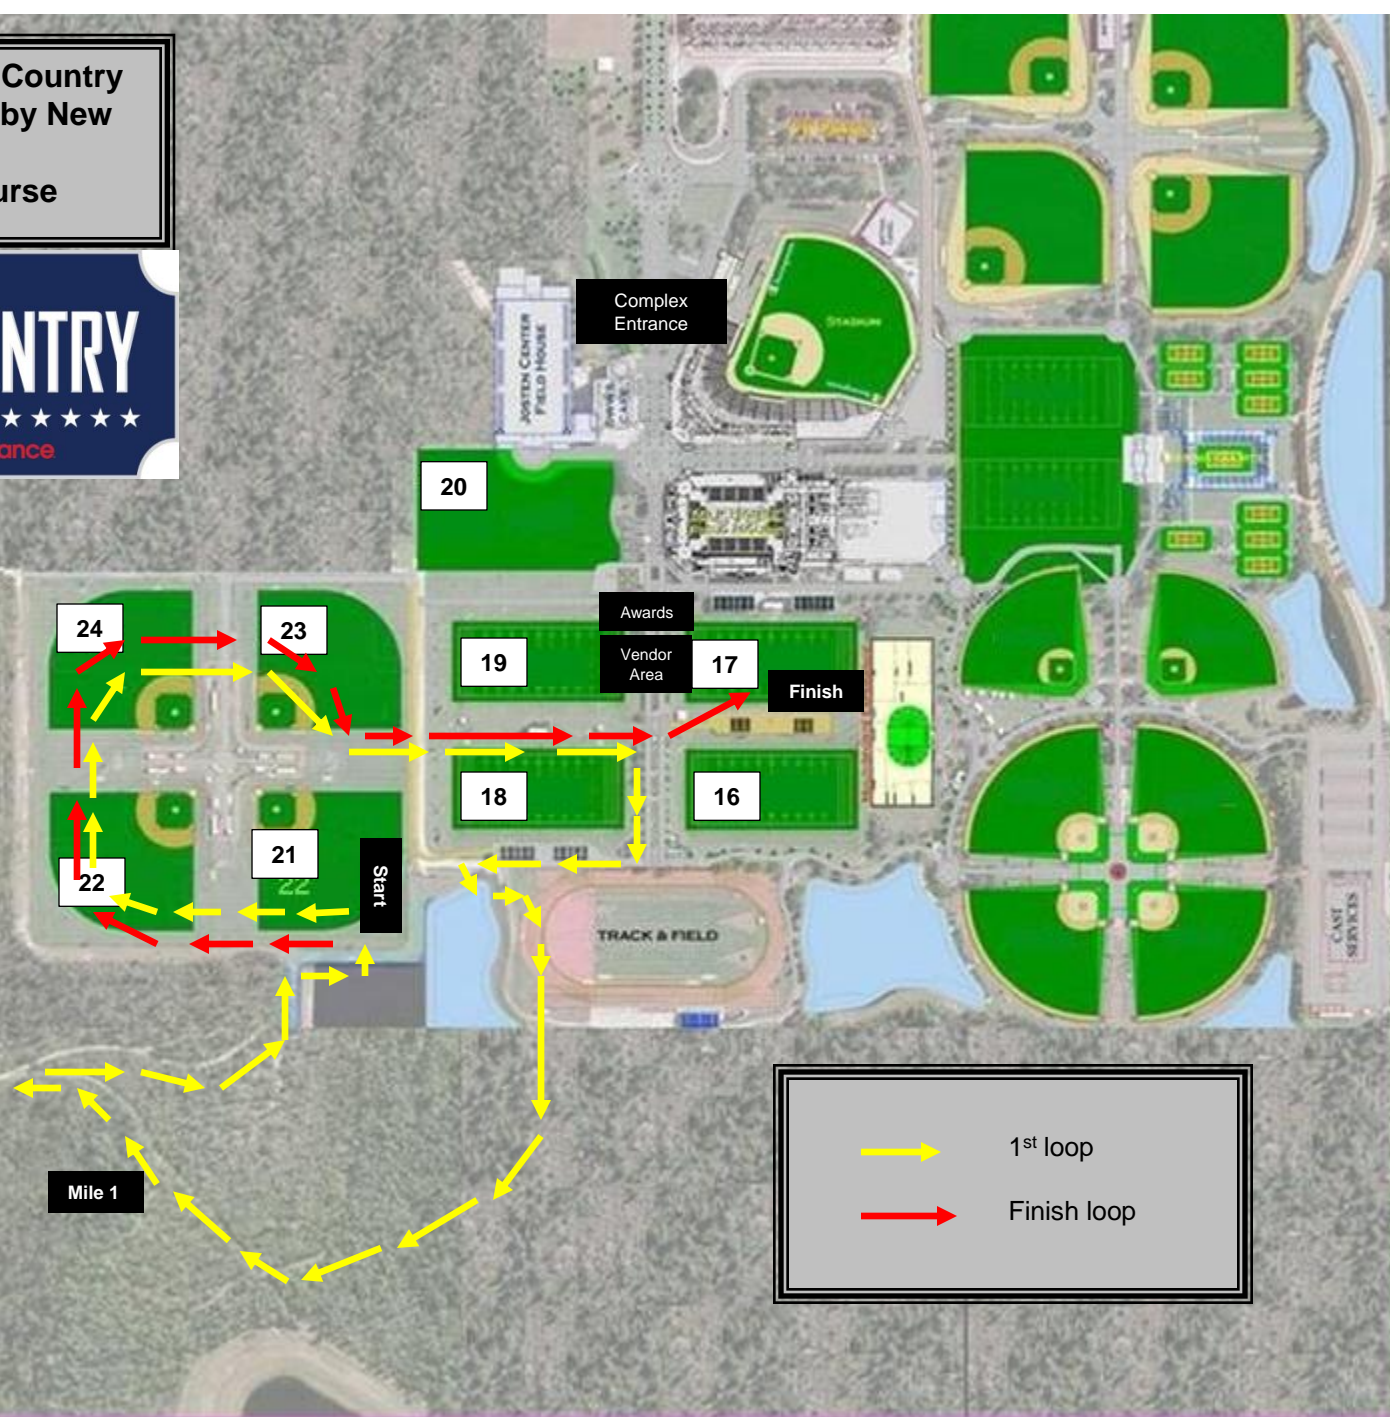 Country
by New
urse
NTRY
ance
Complex
Entrance
STADIUM
JOSTEN CENTER
FIELD HOUSE
20
Awards
24
23
19
Vendor
Area
17
Finish
18
16
21
22
22
Start
TRACK & FIELD
CAST
SERVICES
Mile 1
1st loop
Finish loop